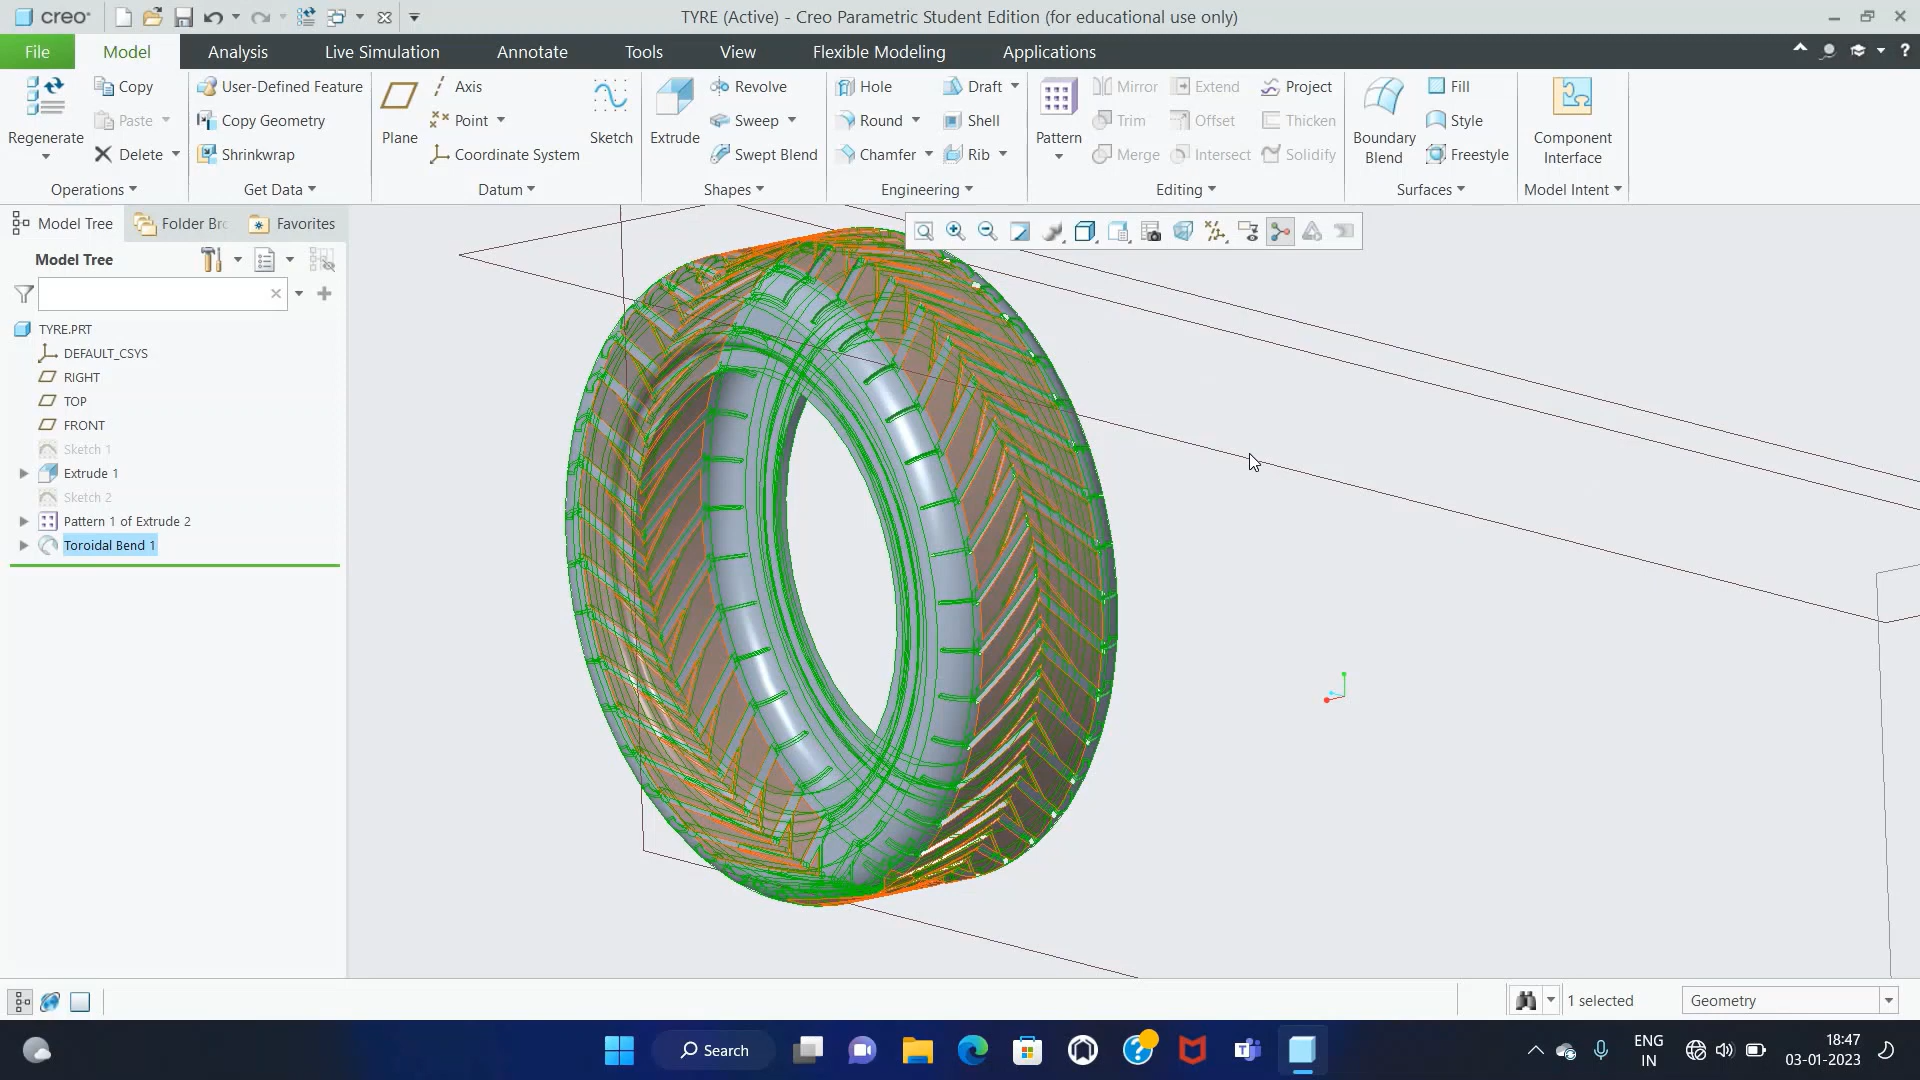 creo
TYRE (Active) - Creo Parametric Student Edition (for educational use only)
File Model Analysis Live Simulation Annotate Tools View Flexible Modeling Applications
Regenerate
Copy
Paste
Delete
Operations
User-Defined Feature
Copy Geometry
Shrinkwrap
Get Data
Plane
Axis
Point
Coordinate System
Sketch
Datum
Extrude
Revolve
Sweep
Swept Blend
Shapes
Hole
Round
Chamfer
Draft
Shell
Rib
Engineering
Pattern
Mirror
Trim
Merge
Extend
Offset
Intersect
Project
Thicken
Solidify
Editing
Boundary
Blend
Fill
Style
Freestyle
Surfaces
Component
Interface
Model Intent
Model Tree Folder Br Favorites
Model Tree
TYRE.PRT
DEFAULT_CSYS
RIGHT
TOP
FRONT
Sketch 1
Extrude 1
Sketch 2
Pattern 1 of Extrude 2
Toroidal Bend 1
1 selected
Geometry
Search
ENG
IN
18:47
03-01-2023